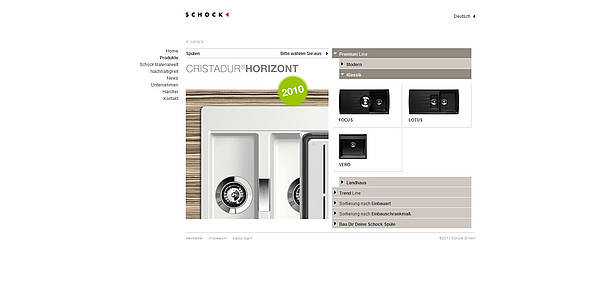 SCHOCK
Deutsch
zurück
Home
Produkte
Schock Materialwelt
Nachhaltigkeit
News
Unternehmen
Händler
Kontakt
Spülen
Bitte wählen Sie aus
CRISTADUR®HORIZONT
2010
Premium Line
Modern
Klassik
FOCUS
LOTUS
VERO
Landhaus
Trend Line
Sortierung nach Einbauart
Sortierung nach Einbauschrankmaß
Bau Dir Deine Schock Spüle
Newsletter
Impressum
©2011 Schock GmbH